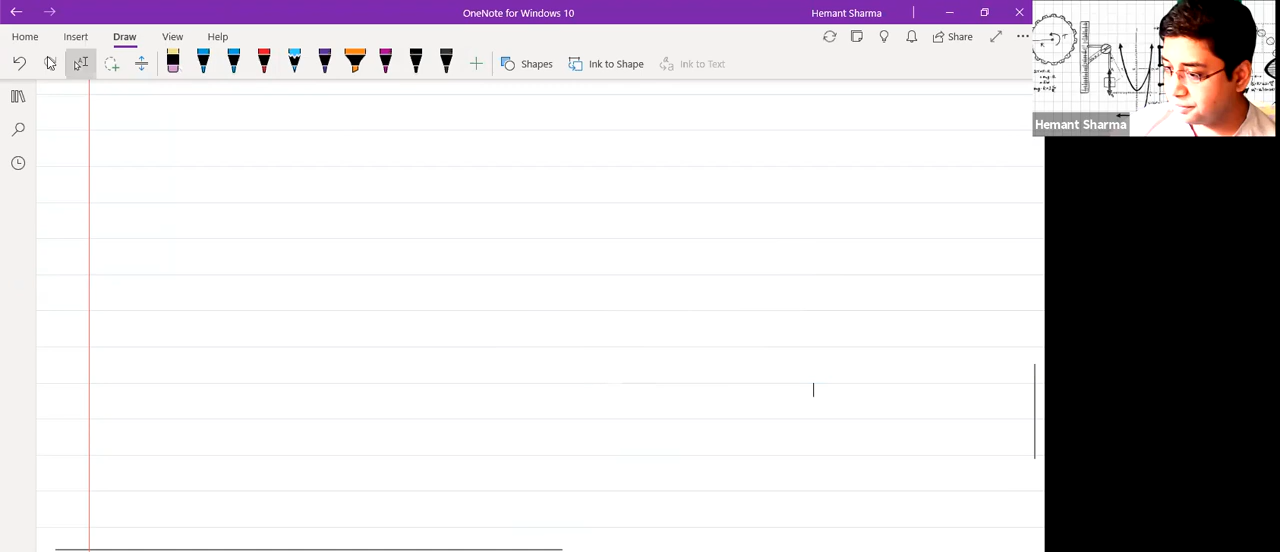 OneNote for Windows 10
Hemant Sharma
Home Insert Draw View Help
Share
Shapes
Ink to Shape
Ink to Text
Hemant Sharma